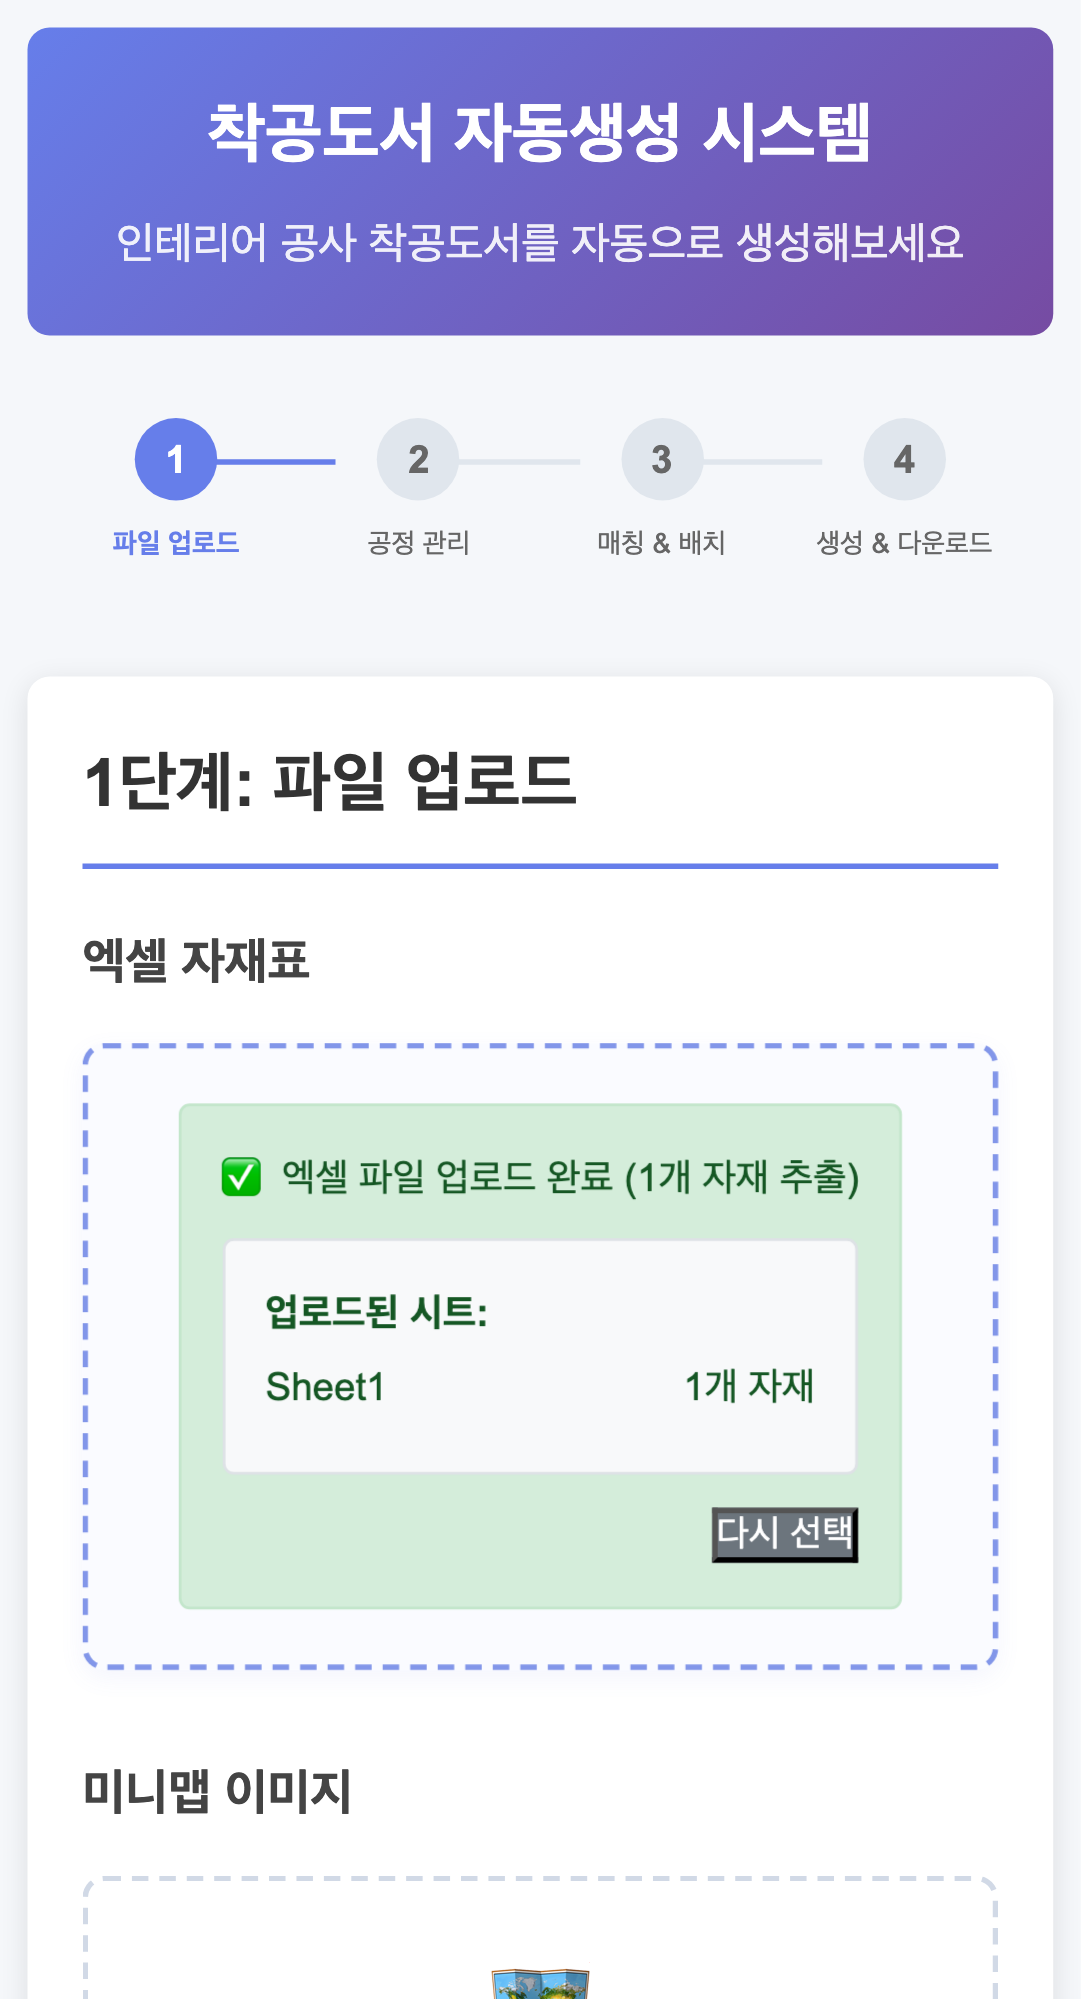 착공도서 자동생성 시스템
인테리어 공사 착공도서를 자동으로 생성해보세요
1
2
3
4
파일 업로드
공정 관리
매칭 & 배치
생성 & 다운로드
1단계: 파일 업로드
엑셀 자재표
✅ 엑셀 파일 업로드 완료 (1개 자재 추출)
업로드된 시트:
Sheet1 1개 자재
다시 선택
미니맵 이미지